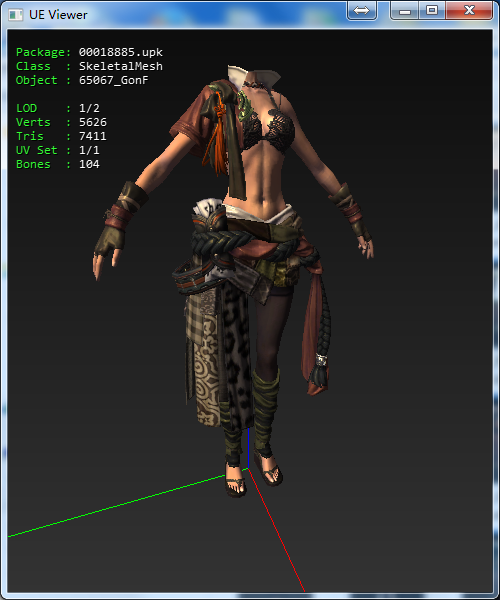 UE Viewer
Package: 00018885.upk
Class : SkeletalMesh
Object : 65067_GonF
LOD : 1/2
Verts : 5626
Tris : 7411
UV Set : 1/1
Bones : 104